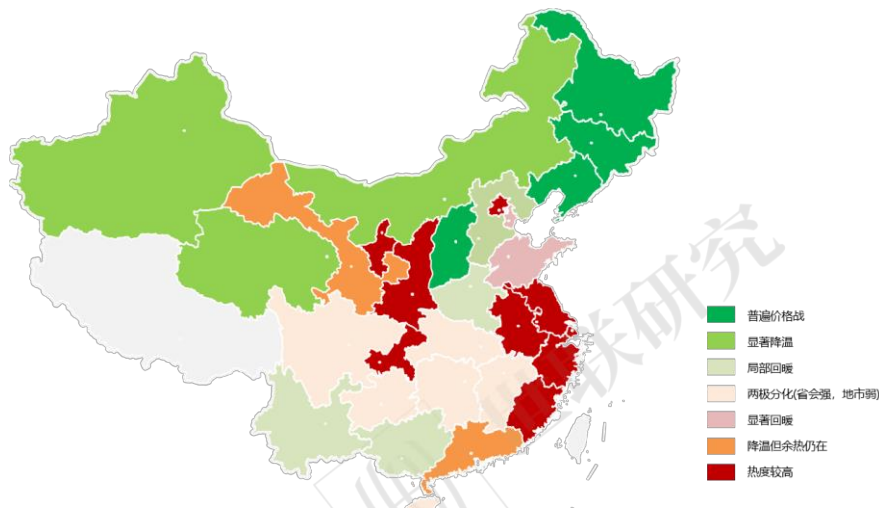 普遍价格战
显著降温
局部回暖
两极分化(省会强，地市弱)
显著回暖
降温但余热仍在
热度较高
联研究